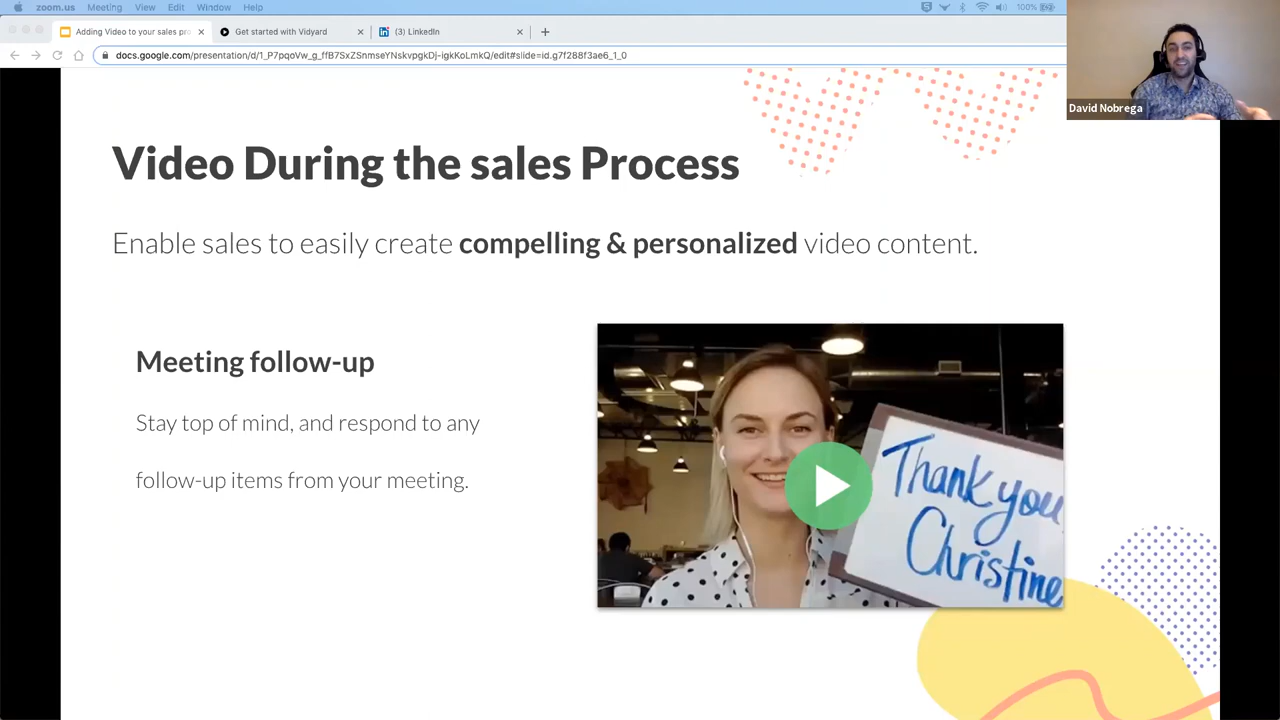 zoom.us Meeting View Edit Window Help 100%
Adding Video to your sales pro Get started with Vidyard (3) LinkedIn
docs.google.com/presentation/d/1_P7pqoVw_g_ffB7SxZSnmseYNskvpgkDj-igkKoLmkQ/edit#slide=id.g7f288f3ae6_1_0
David Nobrega
Video During the sales Process
Enable sales to easily create compelling & personalized video content.
Meeting follow-up
Stay top of mind, and respond to any
follow-up items from your meeting.
Thank you
Christine